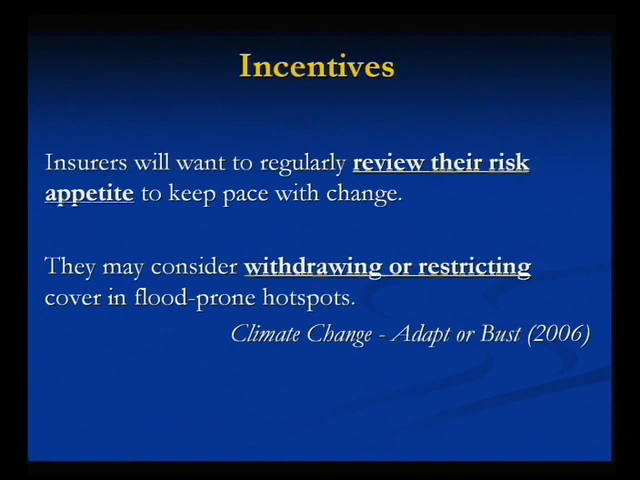 Incentives
Insurers will want to regularly review their risk
appetite to keep pace with change.
They may consider withdrawing or restricting
cover in flood-prone hotspots.
Climate Change - Adapt or Bust (2006)